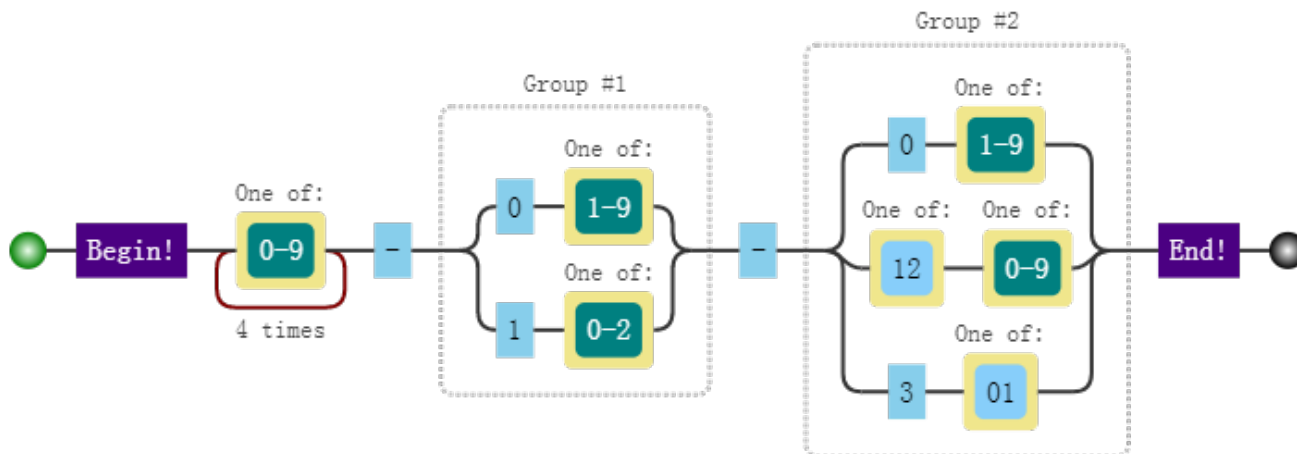 Group #2
Group #1
One of:
0
1-9
One of:
0
1-9
One of:
One of:
One of:
Begin!
0-9
-
-
12
0-9
End!
One of:
4 times
1
0-2
One of:
3
01